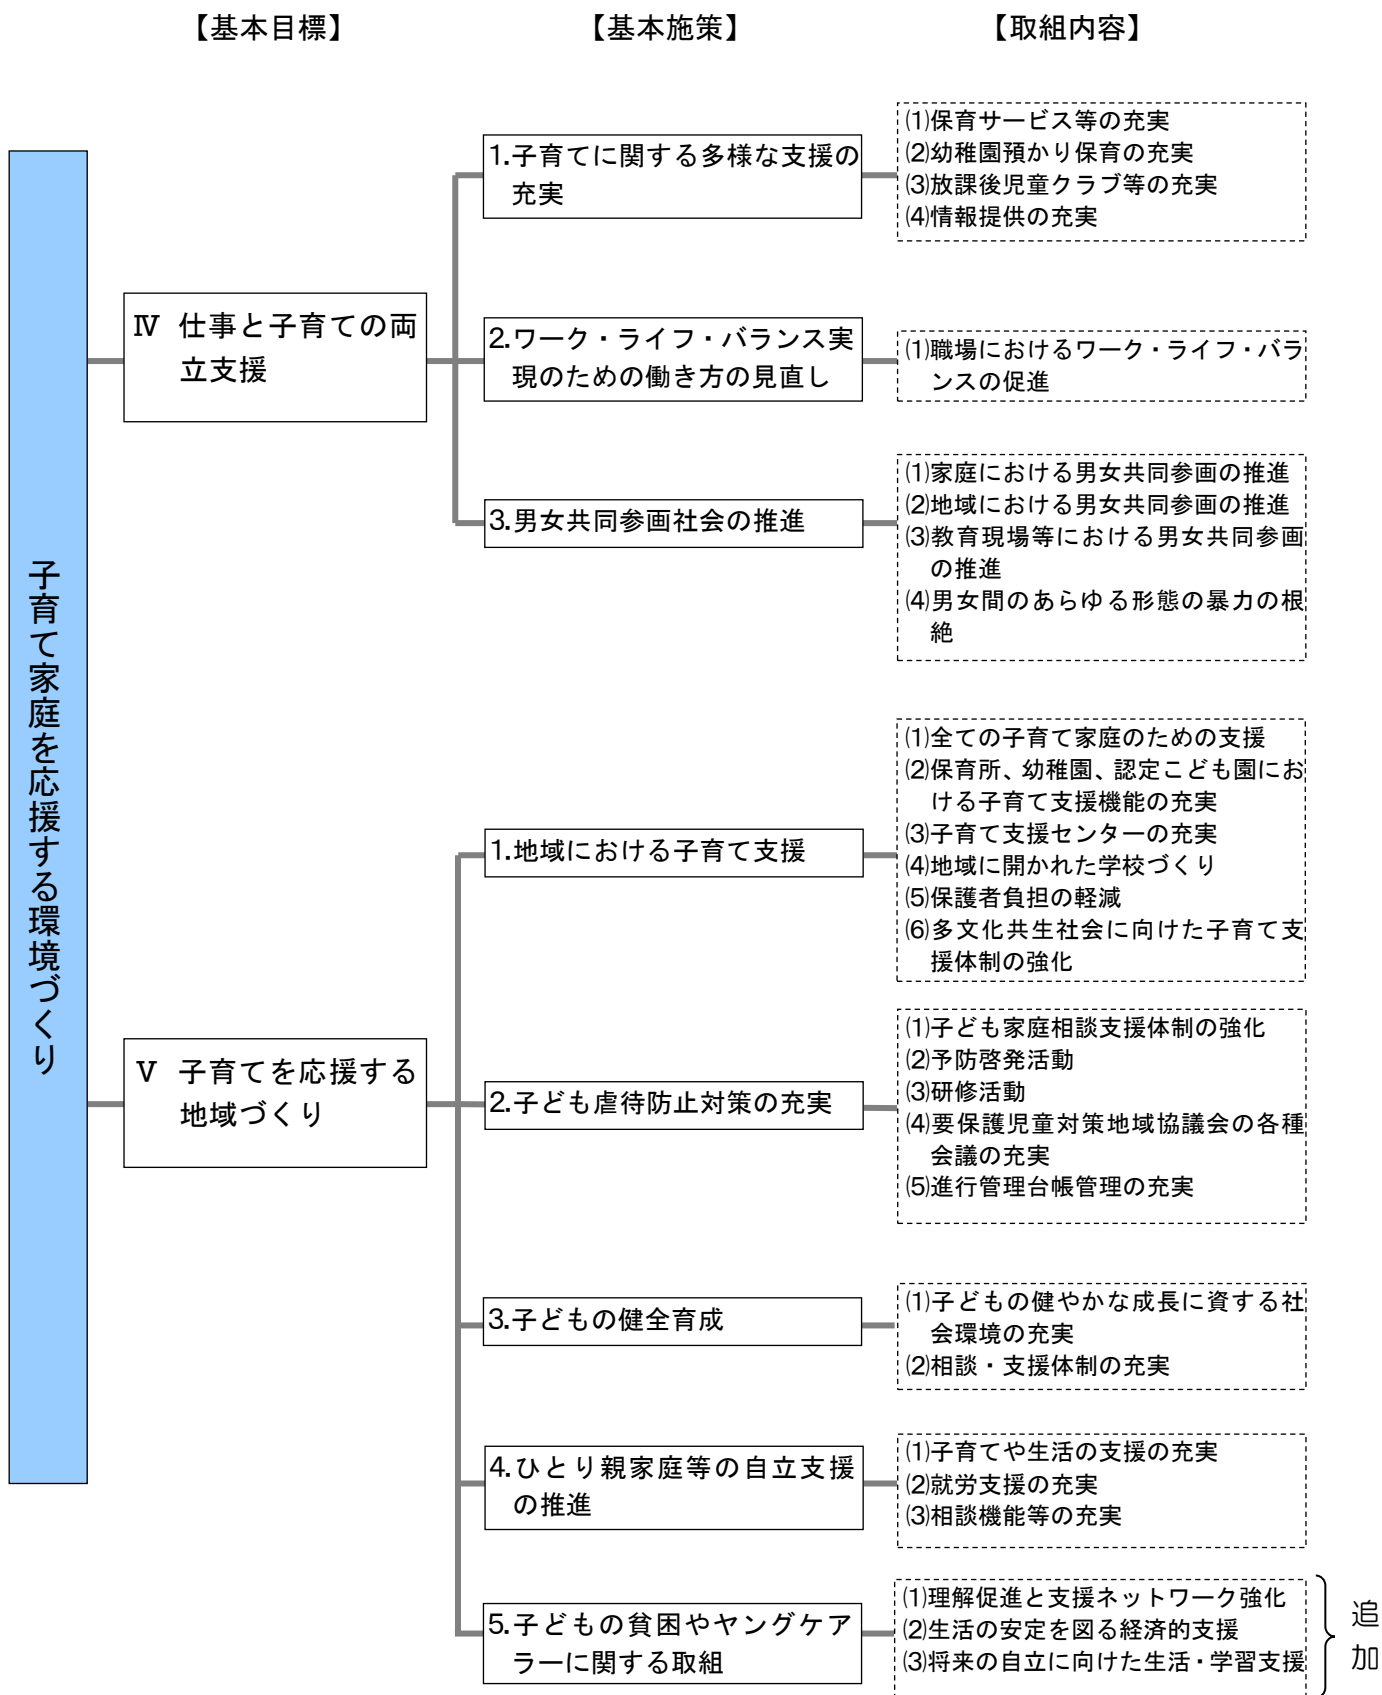 【基本目標】
【基本施策】
【取組内容】
子育て家庭を応援する環境づくり
Ⅳ 仕事と子育ての両
立支援
1.子育てに関する多様な支援の
充実
⑴保育サービス等の充実
⑵幼稚園預かり保育の充実
⑶放課後児童クラブ等の充実
⑷情報提供の充実
2.ワーク・ライフ・バランス実
現のための働き方の見直し
⑴職場におけるワーク・ライフ・バラ
ンスの促進
3.男女共同参画社会の推進
⑴家庭における男女共同参画の推進
⑵地域における男女共同参画の推進
⑶教育現場等における男女共同参画
の推進
⑷男女間のあらゆる形態の暴力の根
絶
Ⅴ 子育てを応援する
地域づくり
1.地域における子育て支援
⑴全ての子育て家庭のための支援
⑵保育所、幼稚園、認定こども園にお
ける子育て支援機能の充実
⑶子育て支援センターの充実
⑷地域に開かれた学校づくり
⑸保護者負担の軽減
⑹多文化共生社会に向けた子育て支
援体制の強化
2.子ども虐待防止対策の充実
⑴子ども家庭相談支援体制の強化
⑵予防啓発活動
⑶研修活動
⑷要保護児童対策地域協議会の各種
会議の充実
⑸進行管理台帳管理の充実
3.子どもの健全育成
⑴子どもの健やかな成長に資する社
会環境の充実
⑵相談・支援体制の充実
4.ひとり親家庭等の自立支援
の推進
⑴子育てや生活の支援の充実
⑵就労支援の充実
⑶相談機能等の充実
5.子どもの貧困やヤングケア
ラーに関する取組
⑴理解促進と支援ネットワーク強化
⑵生活の安定を図る経済的支援
⑶将来の自立に向けた生活・学習支援
追
加